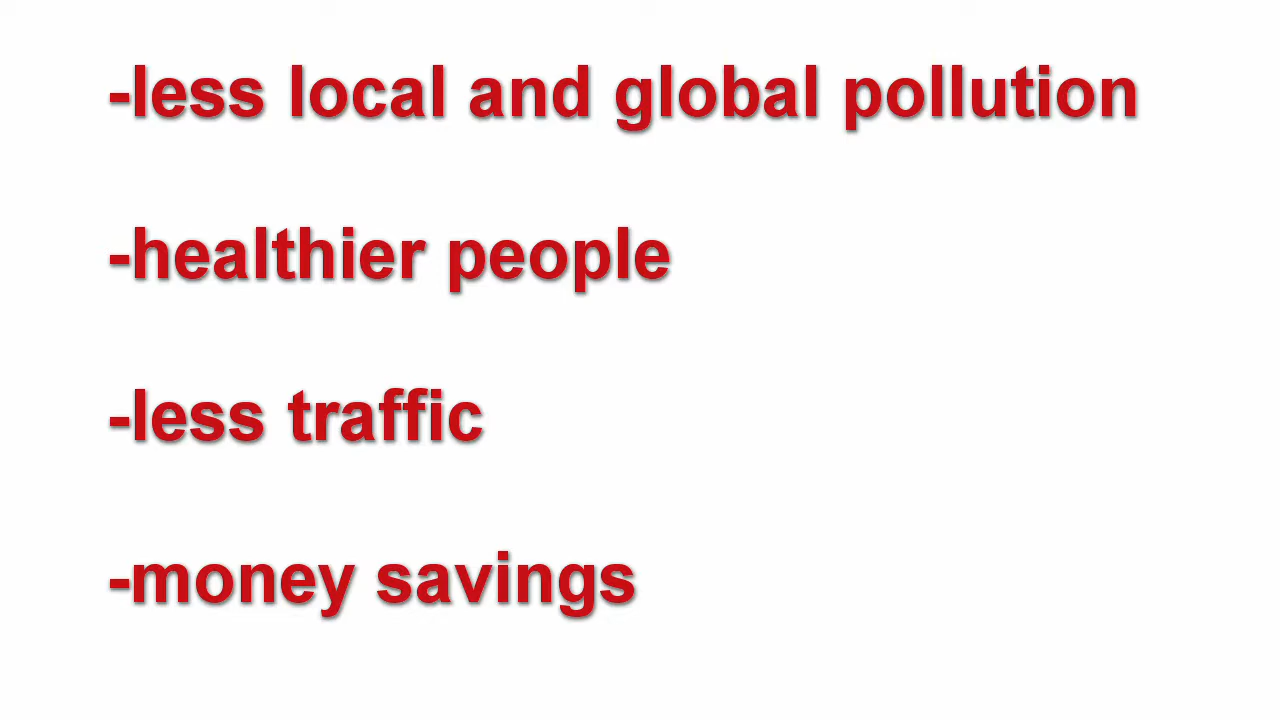 -less local and global pollution
-healthier people
-less traffic
-money savings